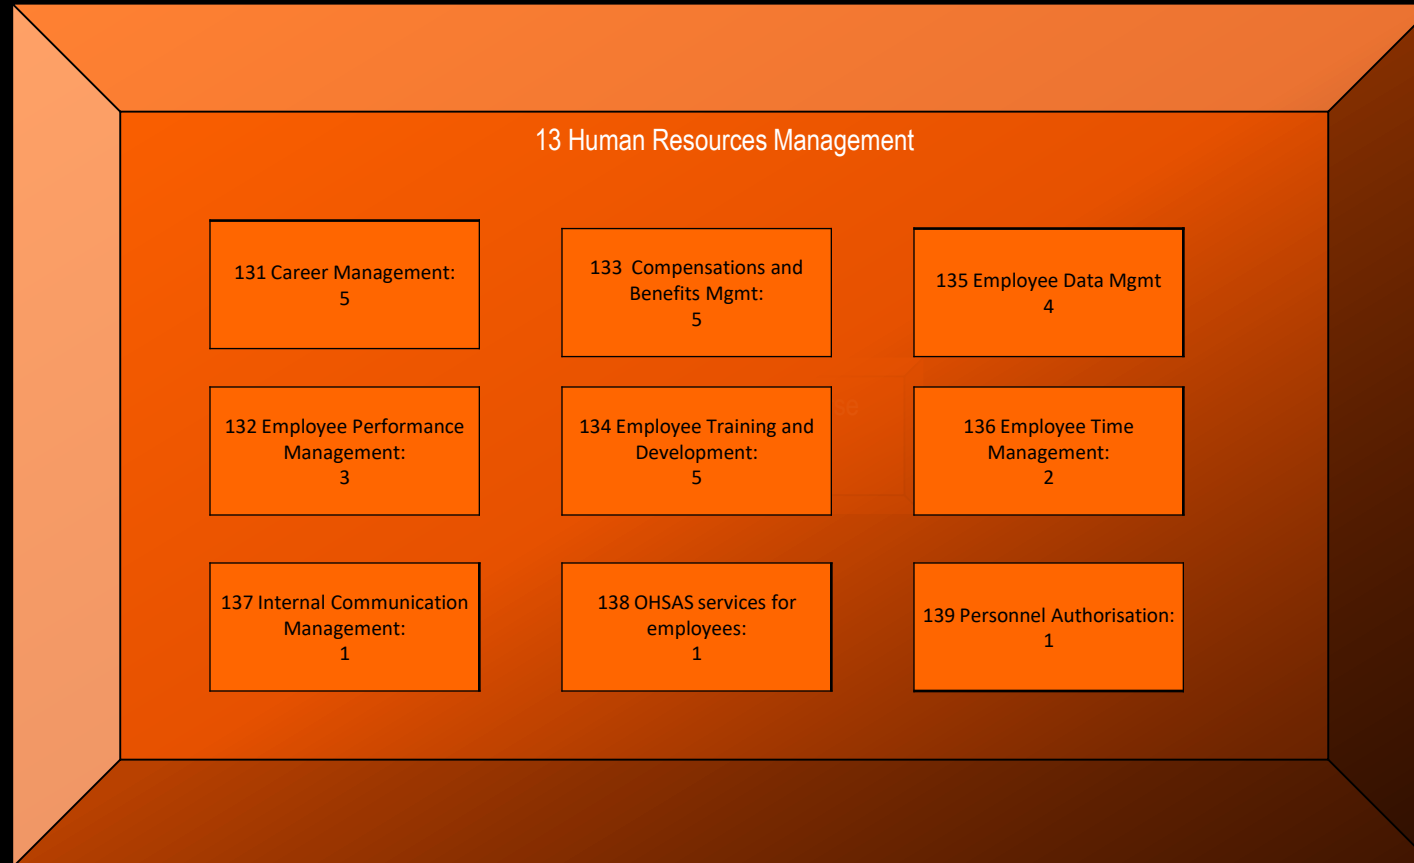 13 Human Resources Management
131 Career Management:
5
133  Compensations and
Benefits Mgmt:
5
135 Employee Data Mgmt
4
132 Employee Performance
Management:
3
134 Employee Training and
Development:
5
136 Employee Time
Management:
2
137 Internal Communication
Management:
1
138 OHSAS services for
employees:
1
139 Personnel Authorisation:
1